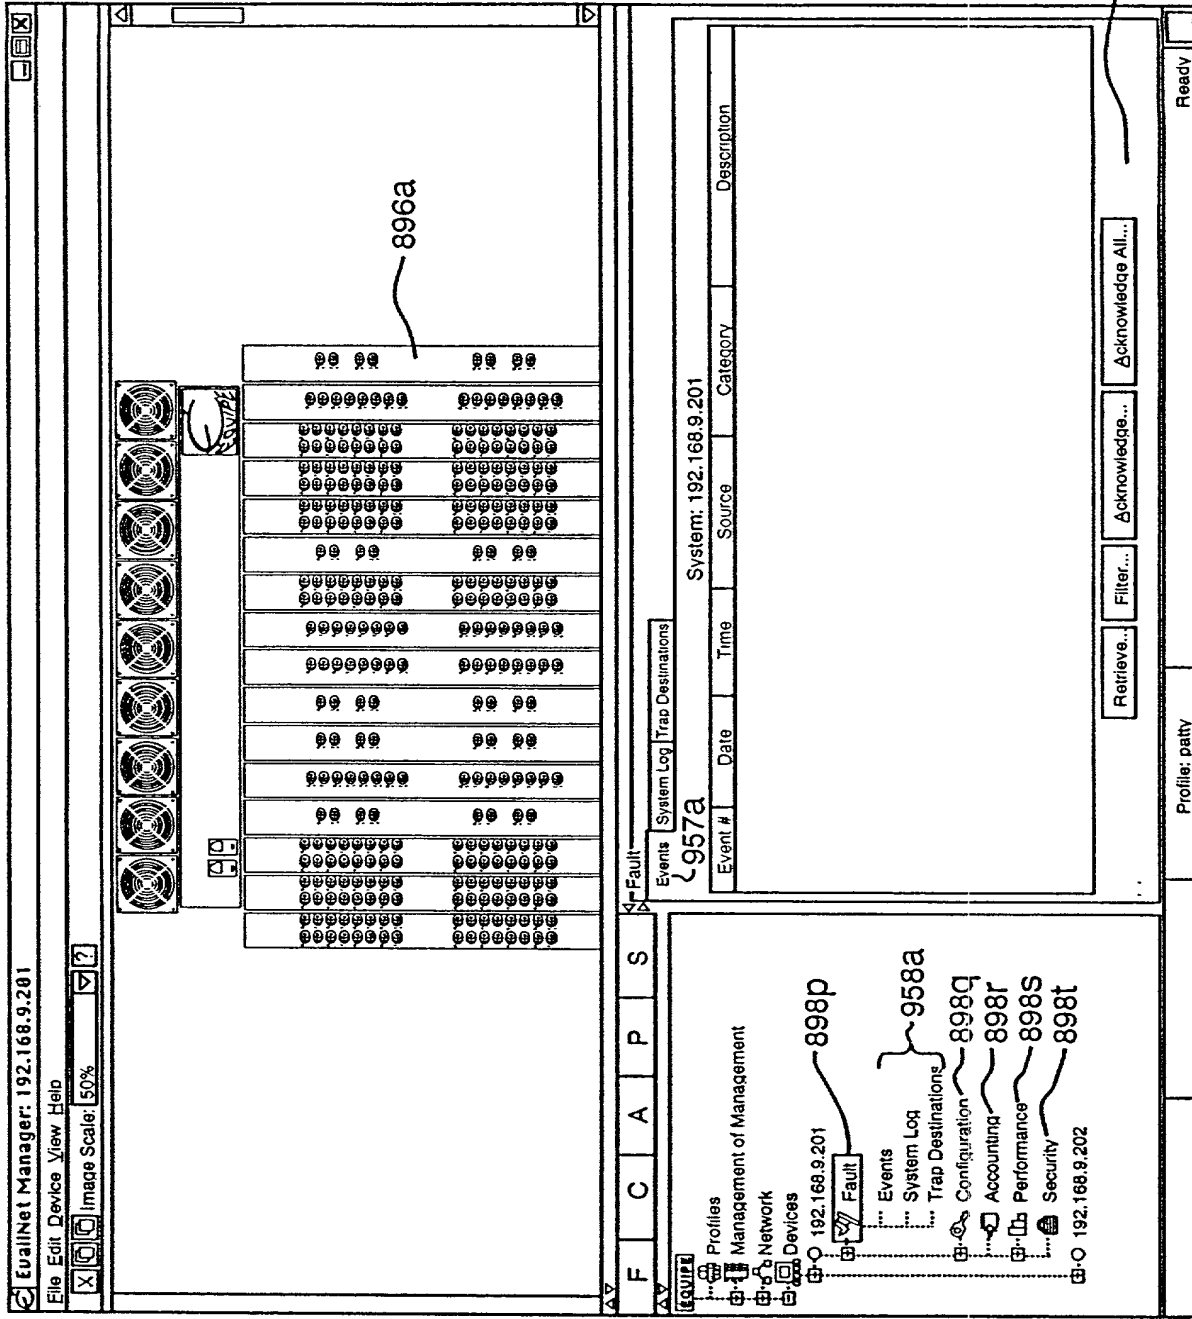 EualNet Manager: 192.168.9.201
File Edit Device View Help
X Image Scale: 50% ?
EQUIPE
896a
F C A P S
EQUIPE
Profiles
Management of Management
Network
Devices
192.168.9.201
Fault
898p
Events
System Log
Trap Destinations
958a
Configuration
898q
Accounting
898r
Performance
898s
Security
898t
192.168.9.202
Fault
Events System Log Trap Destinations
957a
System: 192.168.9.201
Event # Date Time Source Category Description
Retrieve... Filter... Acknowledge... Acknowledge All...
...
Profile: patty
Ready